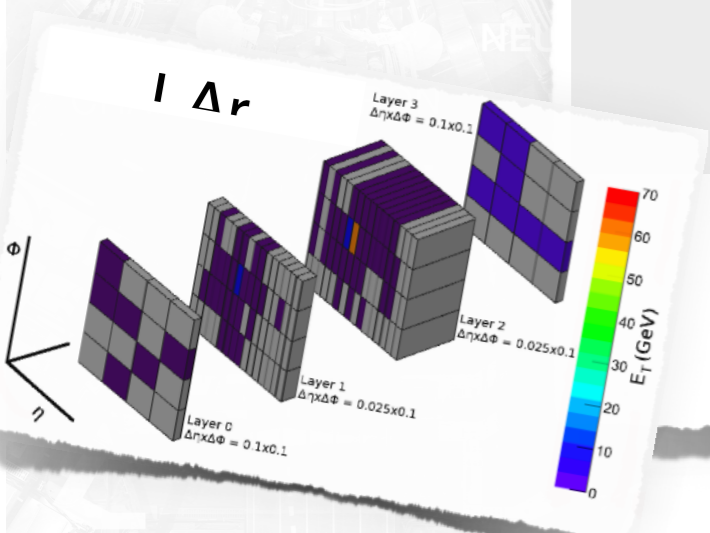 NEU
Layer 3
ΔηxΔΦ = 0.1x0.1
Layer 2
ΔηxΔΦ = 0.025x0.1
Layer 1
ΔηxΔΦ = 0.025x0.1
Layer 0
ΔηxΔΦ = 0.1x0.1
Φ
η
70
60
50
40
30
20
10
0
E_T (GeV)